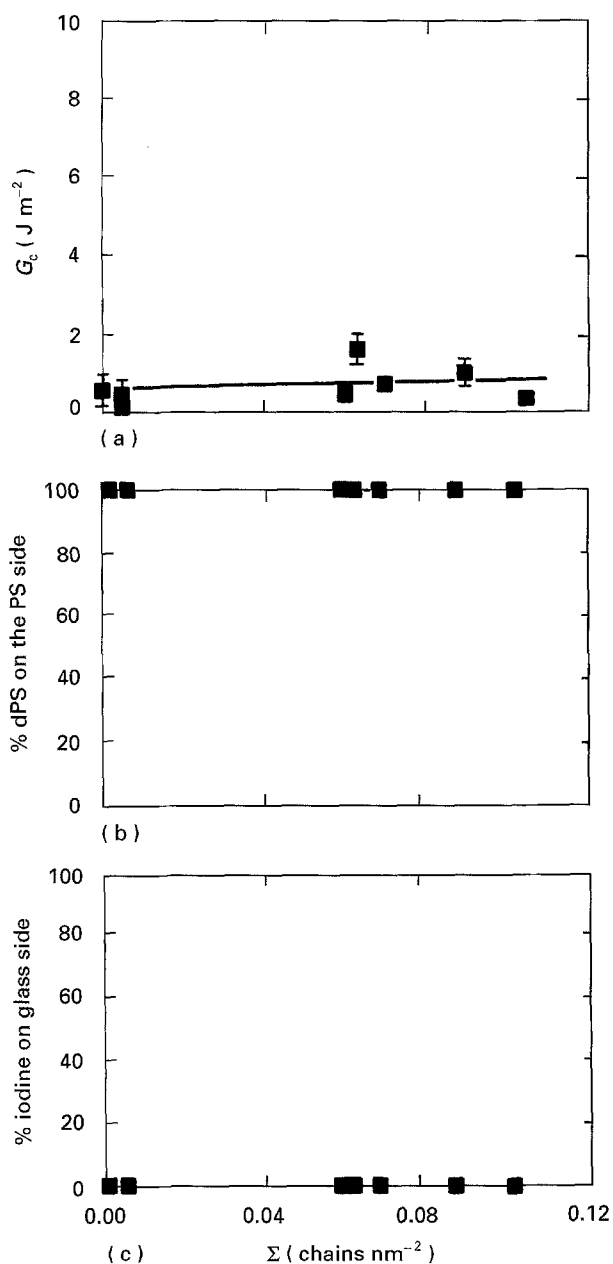 10
8
6
4
2
0
G_c (J m⁻²)
(a)
100
80
60
40
20
0
% dPS on the PS side
(b)
100
80
60
40
20
0
% iodine on glass side
0.00 0.04 0.08 0.12
(c) Σ (chains nm⁻²)